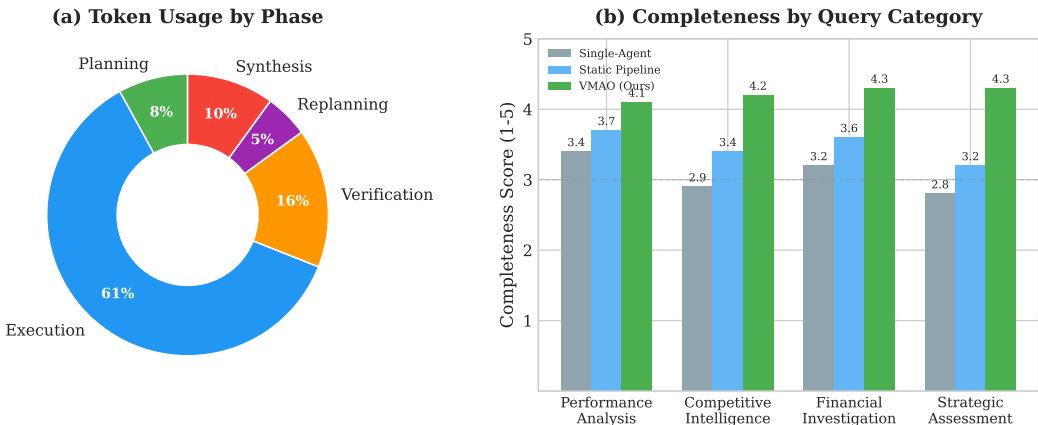 (a) Token Usage by Phase
Planning
Synthesis
Replanning
Verification
Execution
8%
10%
5%
16%
61%
(b) Completeness by Query Category
Completeness Score (1-5)
5
4
3
2
1
Single-Agent
Static Pipeline
VMAO (Ours)
3.4
3.7
4.1
2.9
3.4
4.2
3.2
3.6
4.3
2.8
3.2
4.3
Performance
Analysis
Competitive
Intelligence
Financial
Investigation
Strategic
Assessment